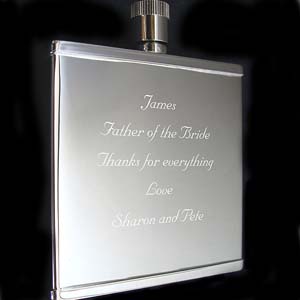 James
Father of the Bride
Thanks for everything
Love
Sharon and Pete